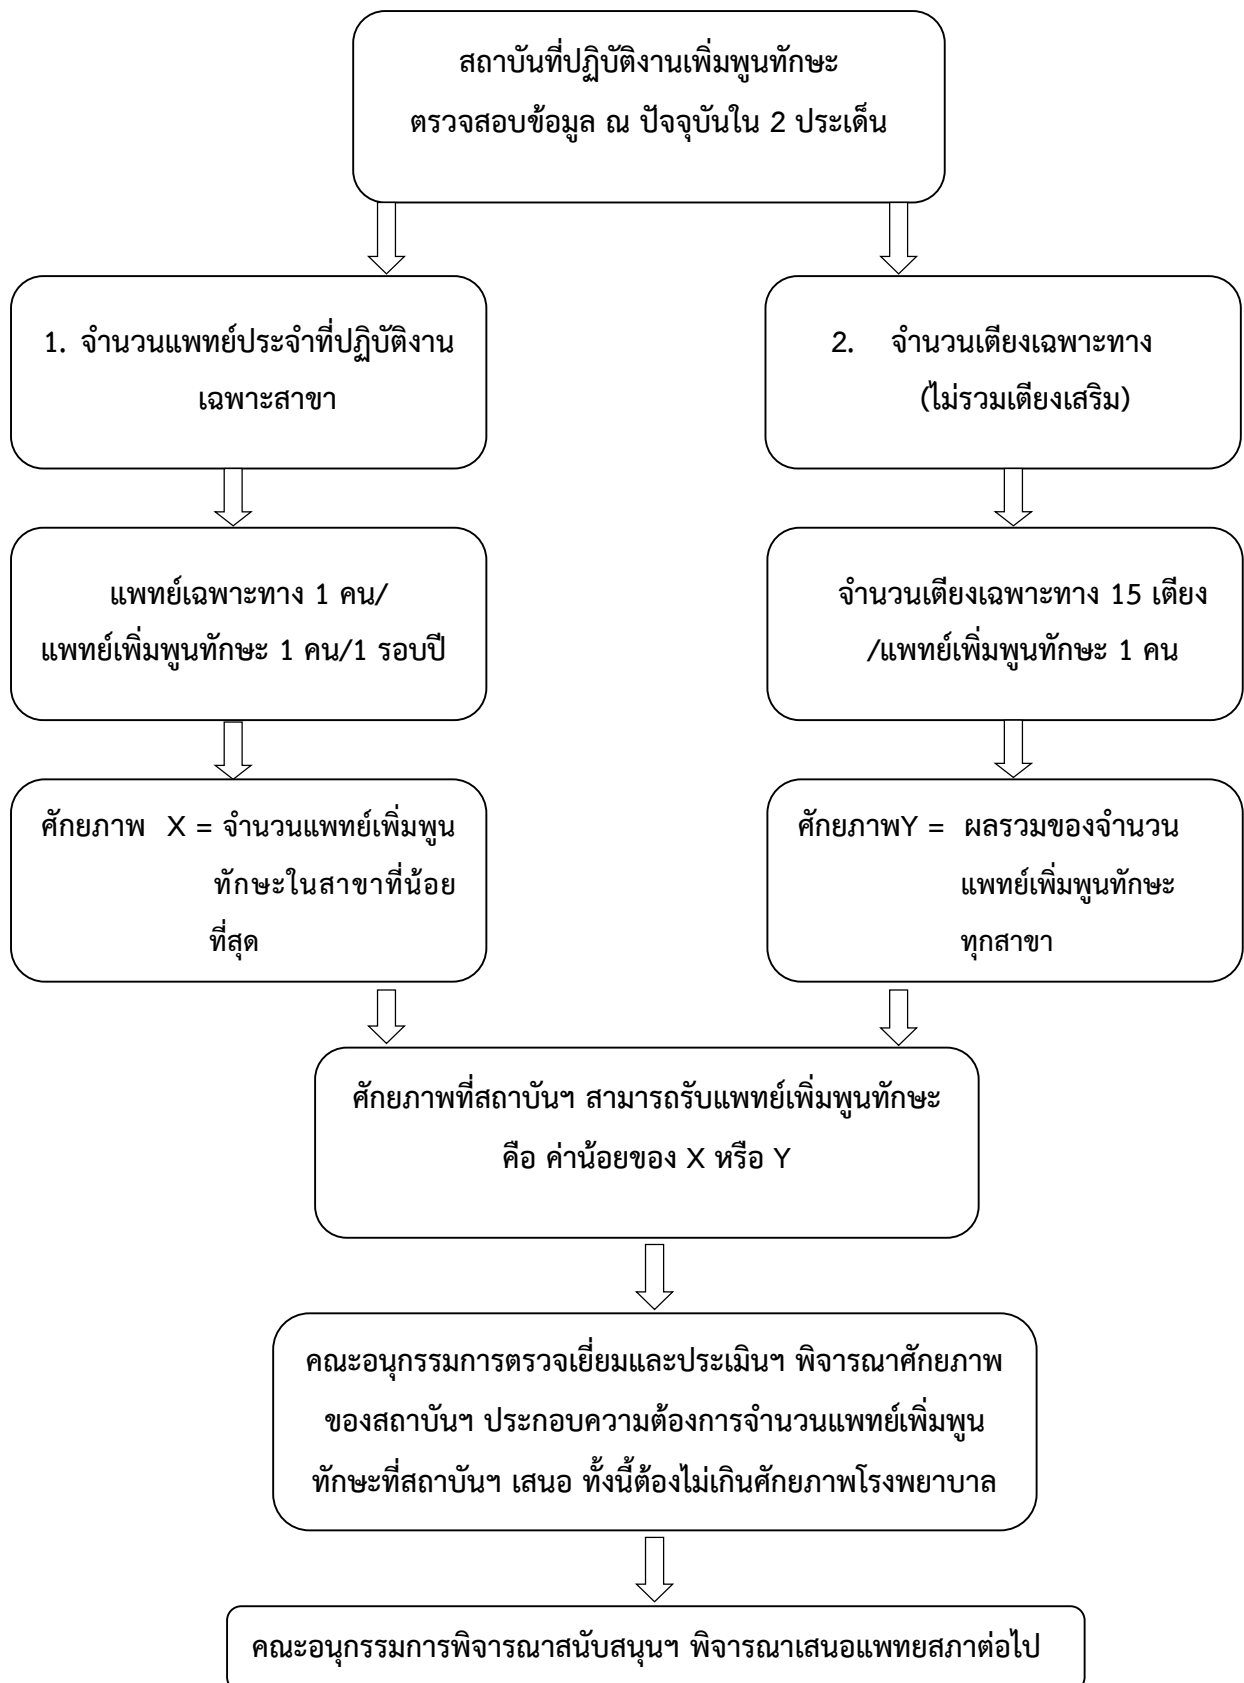 สถาบันที่ปฏิบัติงานเพิ่มพูนทักษะ
ตรวจสอบข้อมูล ณ ปัจจุบันใน 2 ประเด็น
1. จำนวนแพทย์ประจำที่ปฏิบัติงาน
เฉพาะสาขา
2. จำนวนเตียงเฉพาะทาง
(ไม่รวมเตียงเสริม)
แพทย์เฉพาะทาง 1 คน/
แพทย์เพิ่มพูนทักษะ 1 คน/1 รอบปี
จำนวนเตียงเฉพาะทาง 15 เตียง
/แพทย์เพิ่มพูนทักษะ 1 คน
ศักยภาพ X = จำนวนแพทย์เพิ่มพูน
ทักษะในสาขาที่น้อย
ที่สุด
ศักยภาพY = ผลรวมของจำนวน
แพทย์เพิ่มพูนทักษะ
ทุกสาขา
ศักยภาพที่สถาบันฯ สามารถรับแพทย์เพิ่มพูนทักษะ
คือ ค่าน้อยของ X หรือ Y
คณะอนุกรรมการตรวจเยี่ยมและประเมินฯ พิจารณาศักยภาพ
ของสถาบันฯ ประกอบความต้องการจำนวนแพทย์เพิ่มพูน
ทักษะที่สถาบันฯ เสนอ ทั้งนี้ต้องไม่เกินศักยภาพโรงพยาบาล
คณะอนุกรรมการพิจารณาสนับสนุนฯ พิจารณาเสนอแพทยสภาต่อไป